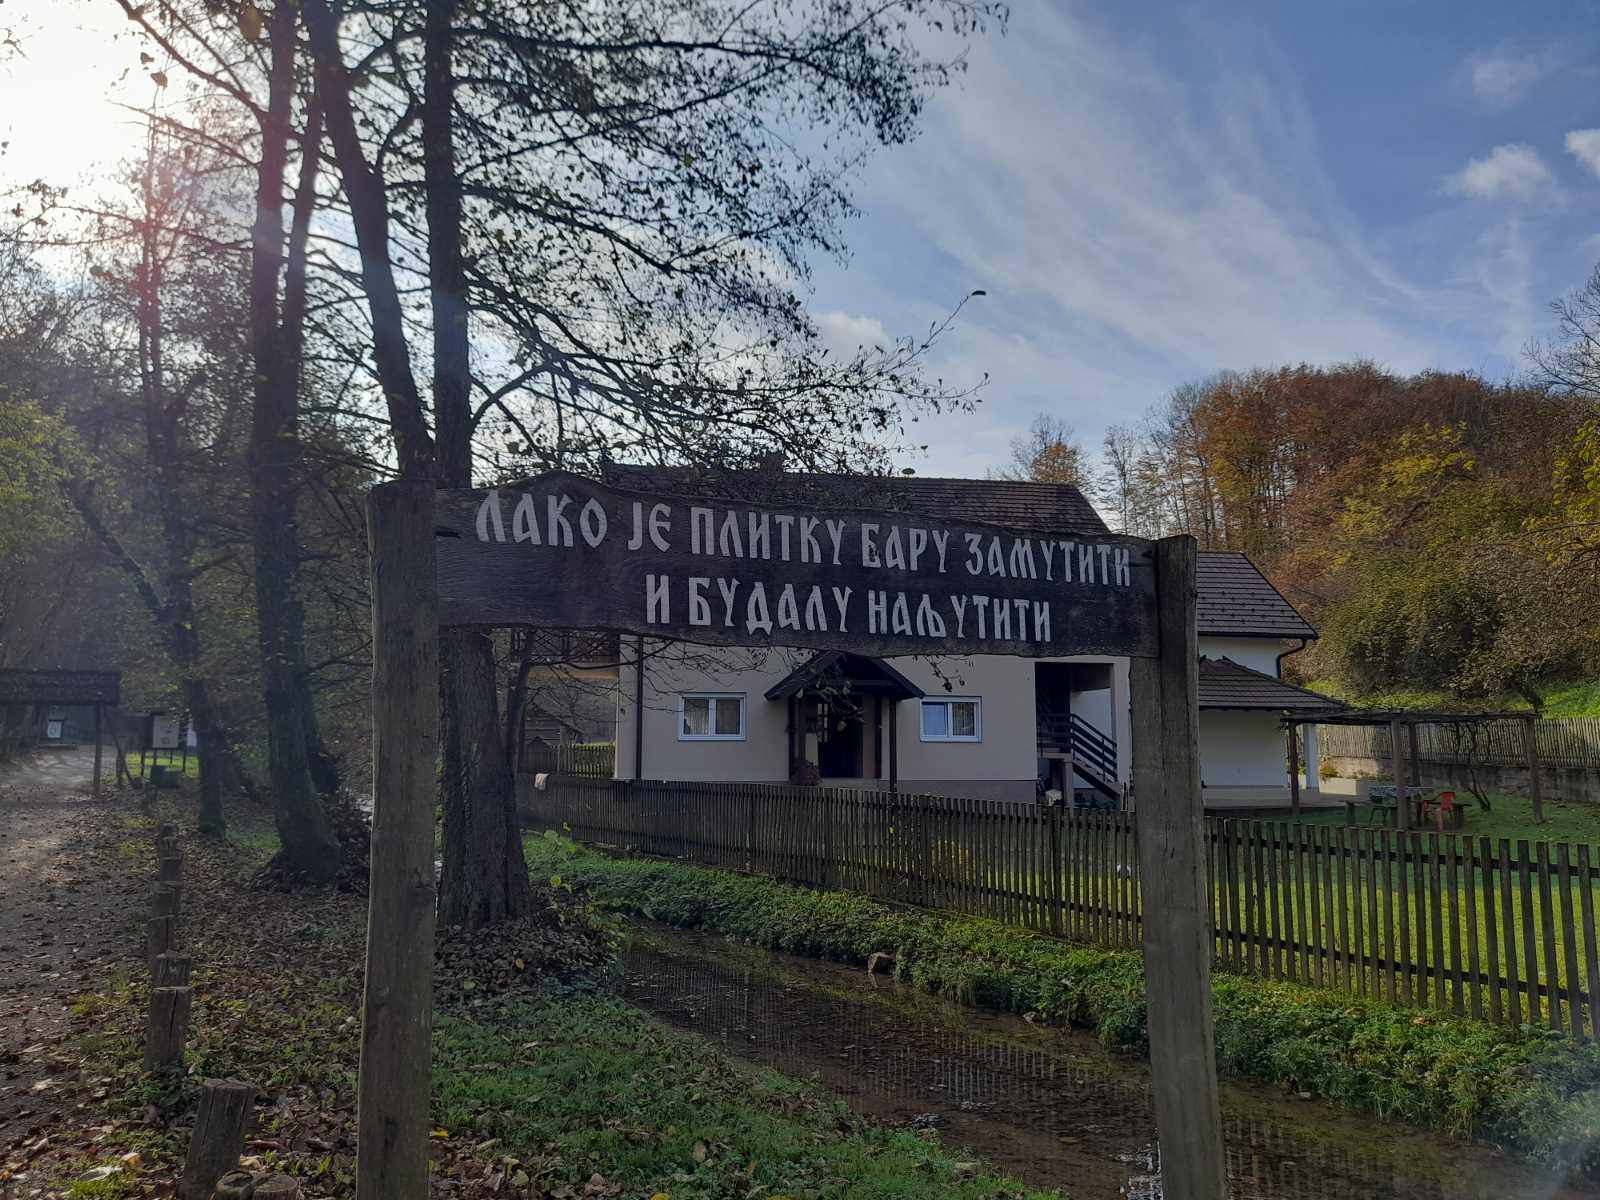 ЛАКО ЈЕ ПЛИТКУ БАРУ ЗАМУТИТИ
И БУДАЛУ НАЉУТИТИ